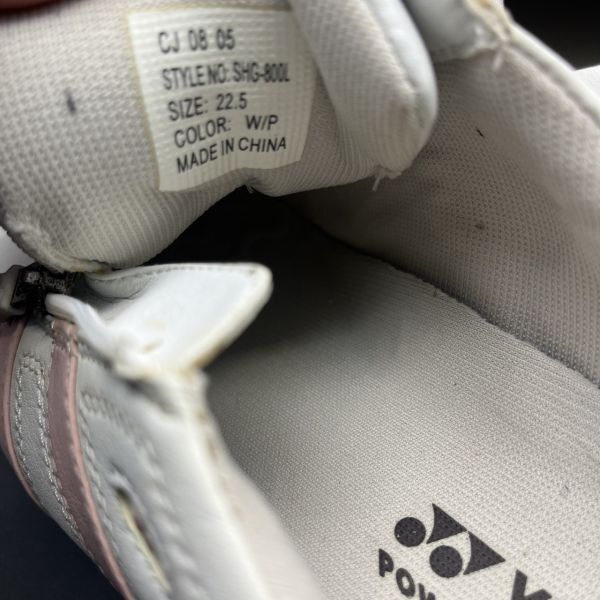 CJ 08 05
STYLE NO: SHG-800L
SIZE: 22.5
COLOR: W/P
MADE IN CHINA